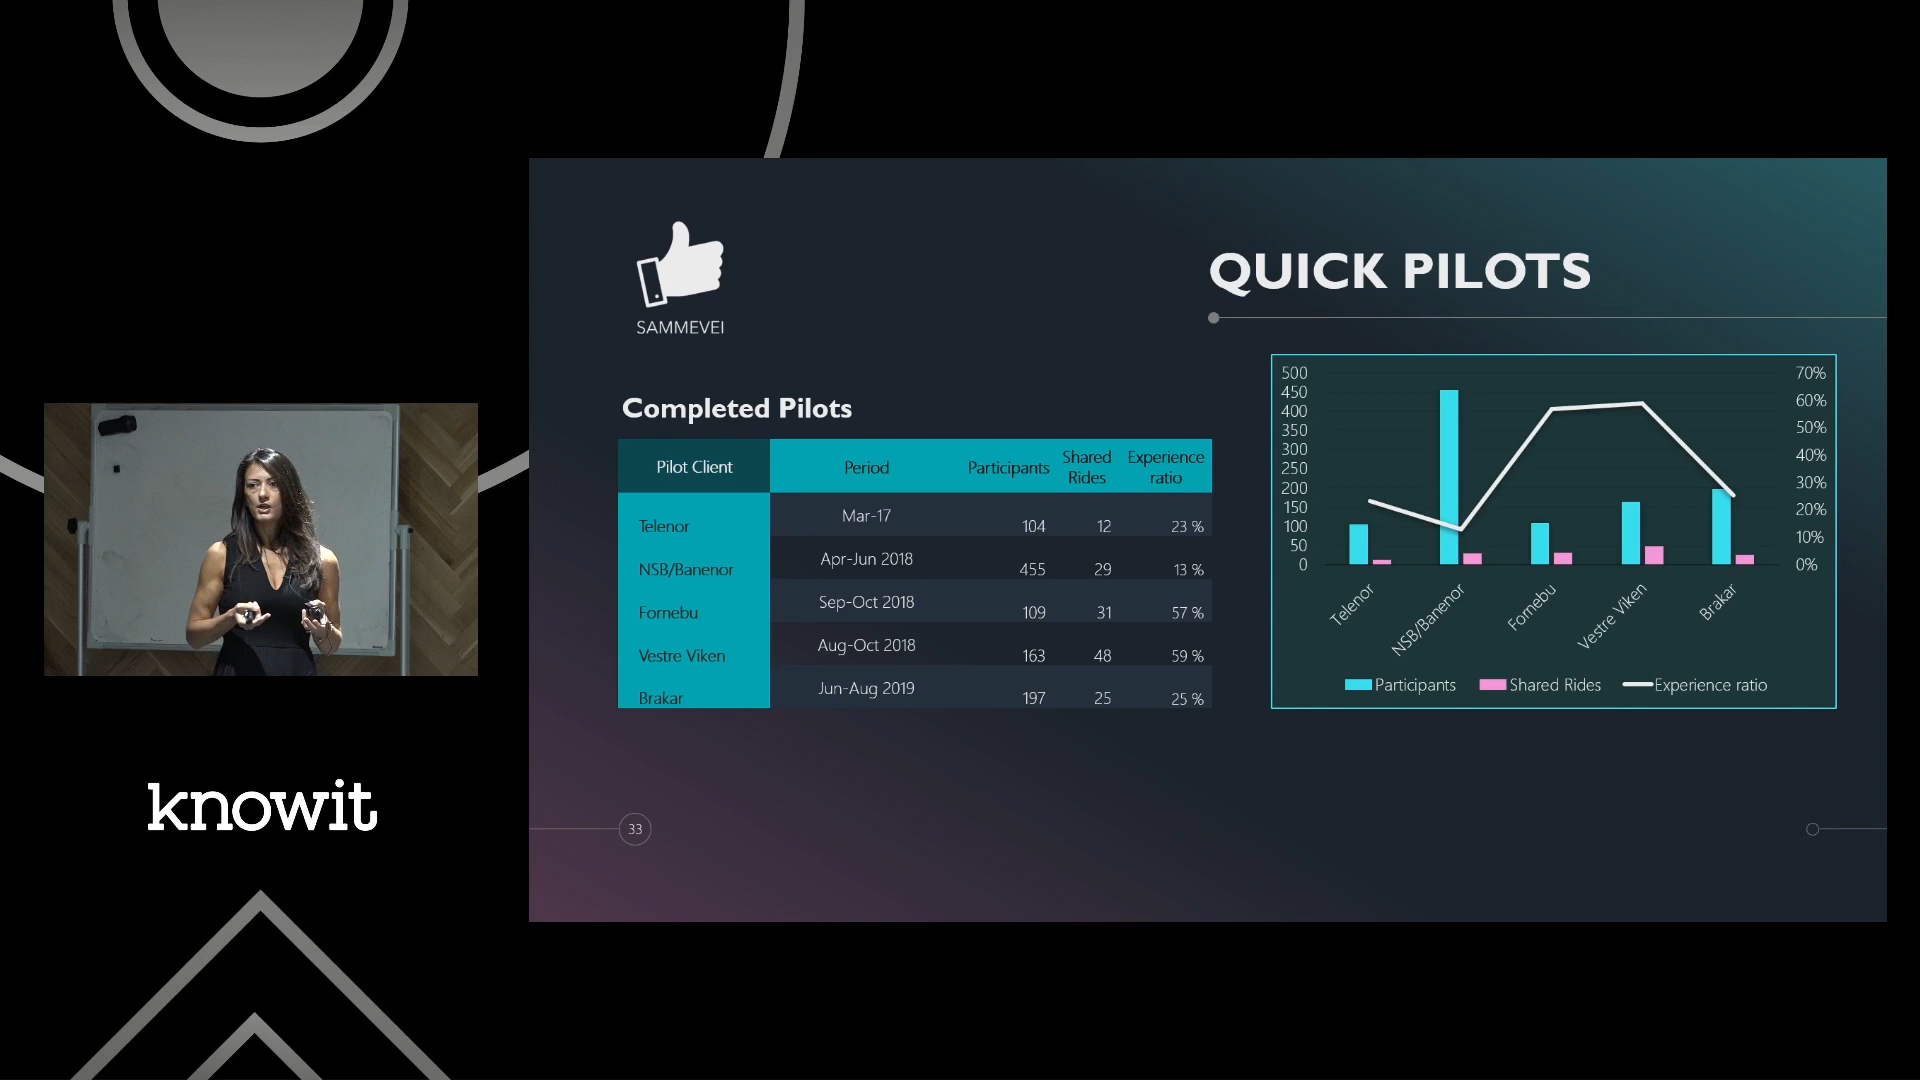 SAMMEVEI
QUICK PILOTS
Completed Pilots
Pilot Client Period Participants Shared Rides Experience ratio
Telenor Mar-17 104 12 23 %
NSB/Banenor Apr-Jun 2018 455 29 13 %
Fornebu Sep-Oct 2018 109 31 57 %
Vestre Viken Aug-Oct 2018 163 48 59 %
Brakar Jun-Aug 2019 197 25 25 %
500 70%
450 60%
400 50%
350 40%
300 30%
250 20%
200 10%
150 0%
100
50
0
Telenor NSB/Banenor Fornebu Vestre Viken Brakar
Participants Shared Rides Experience ratio
knowit
33